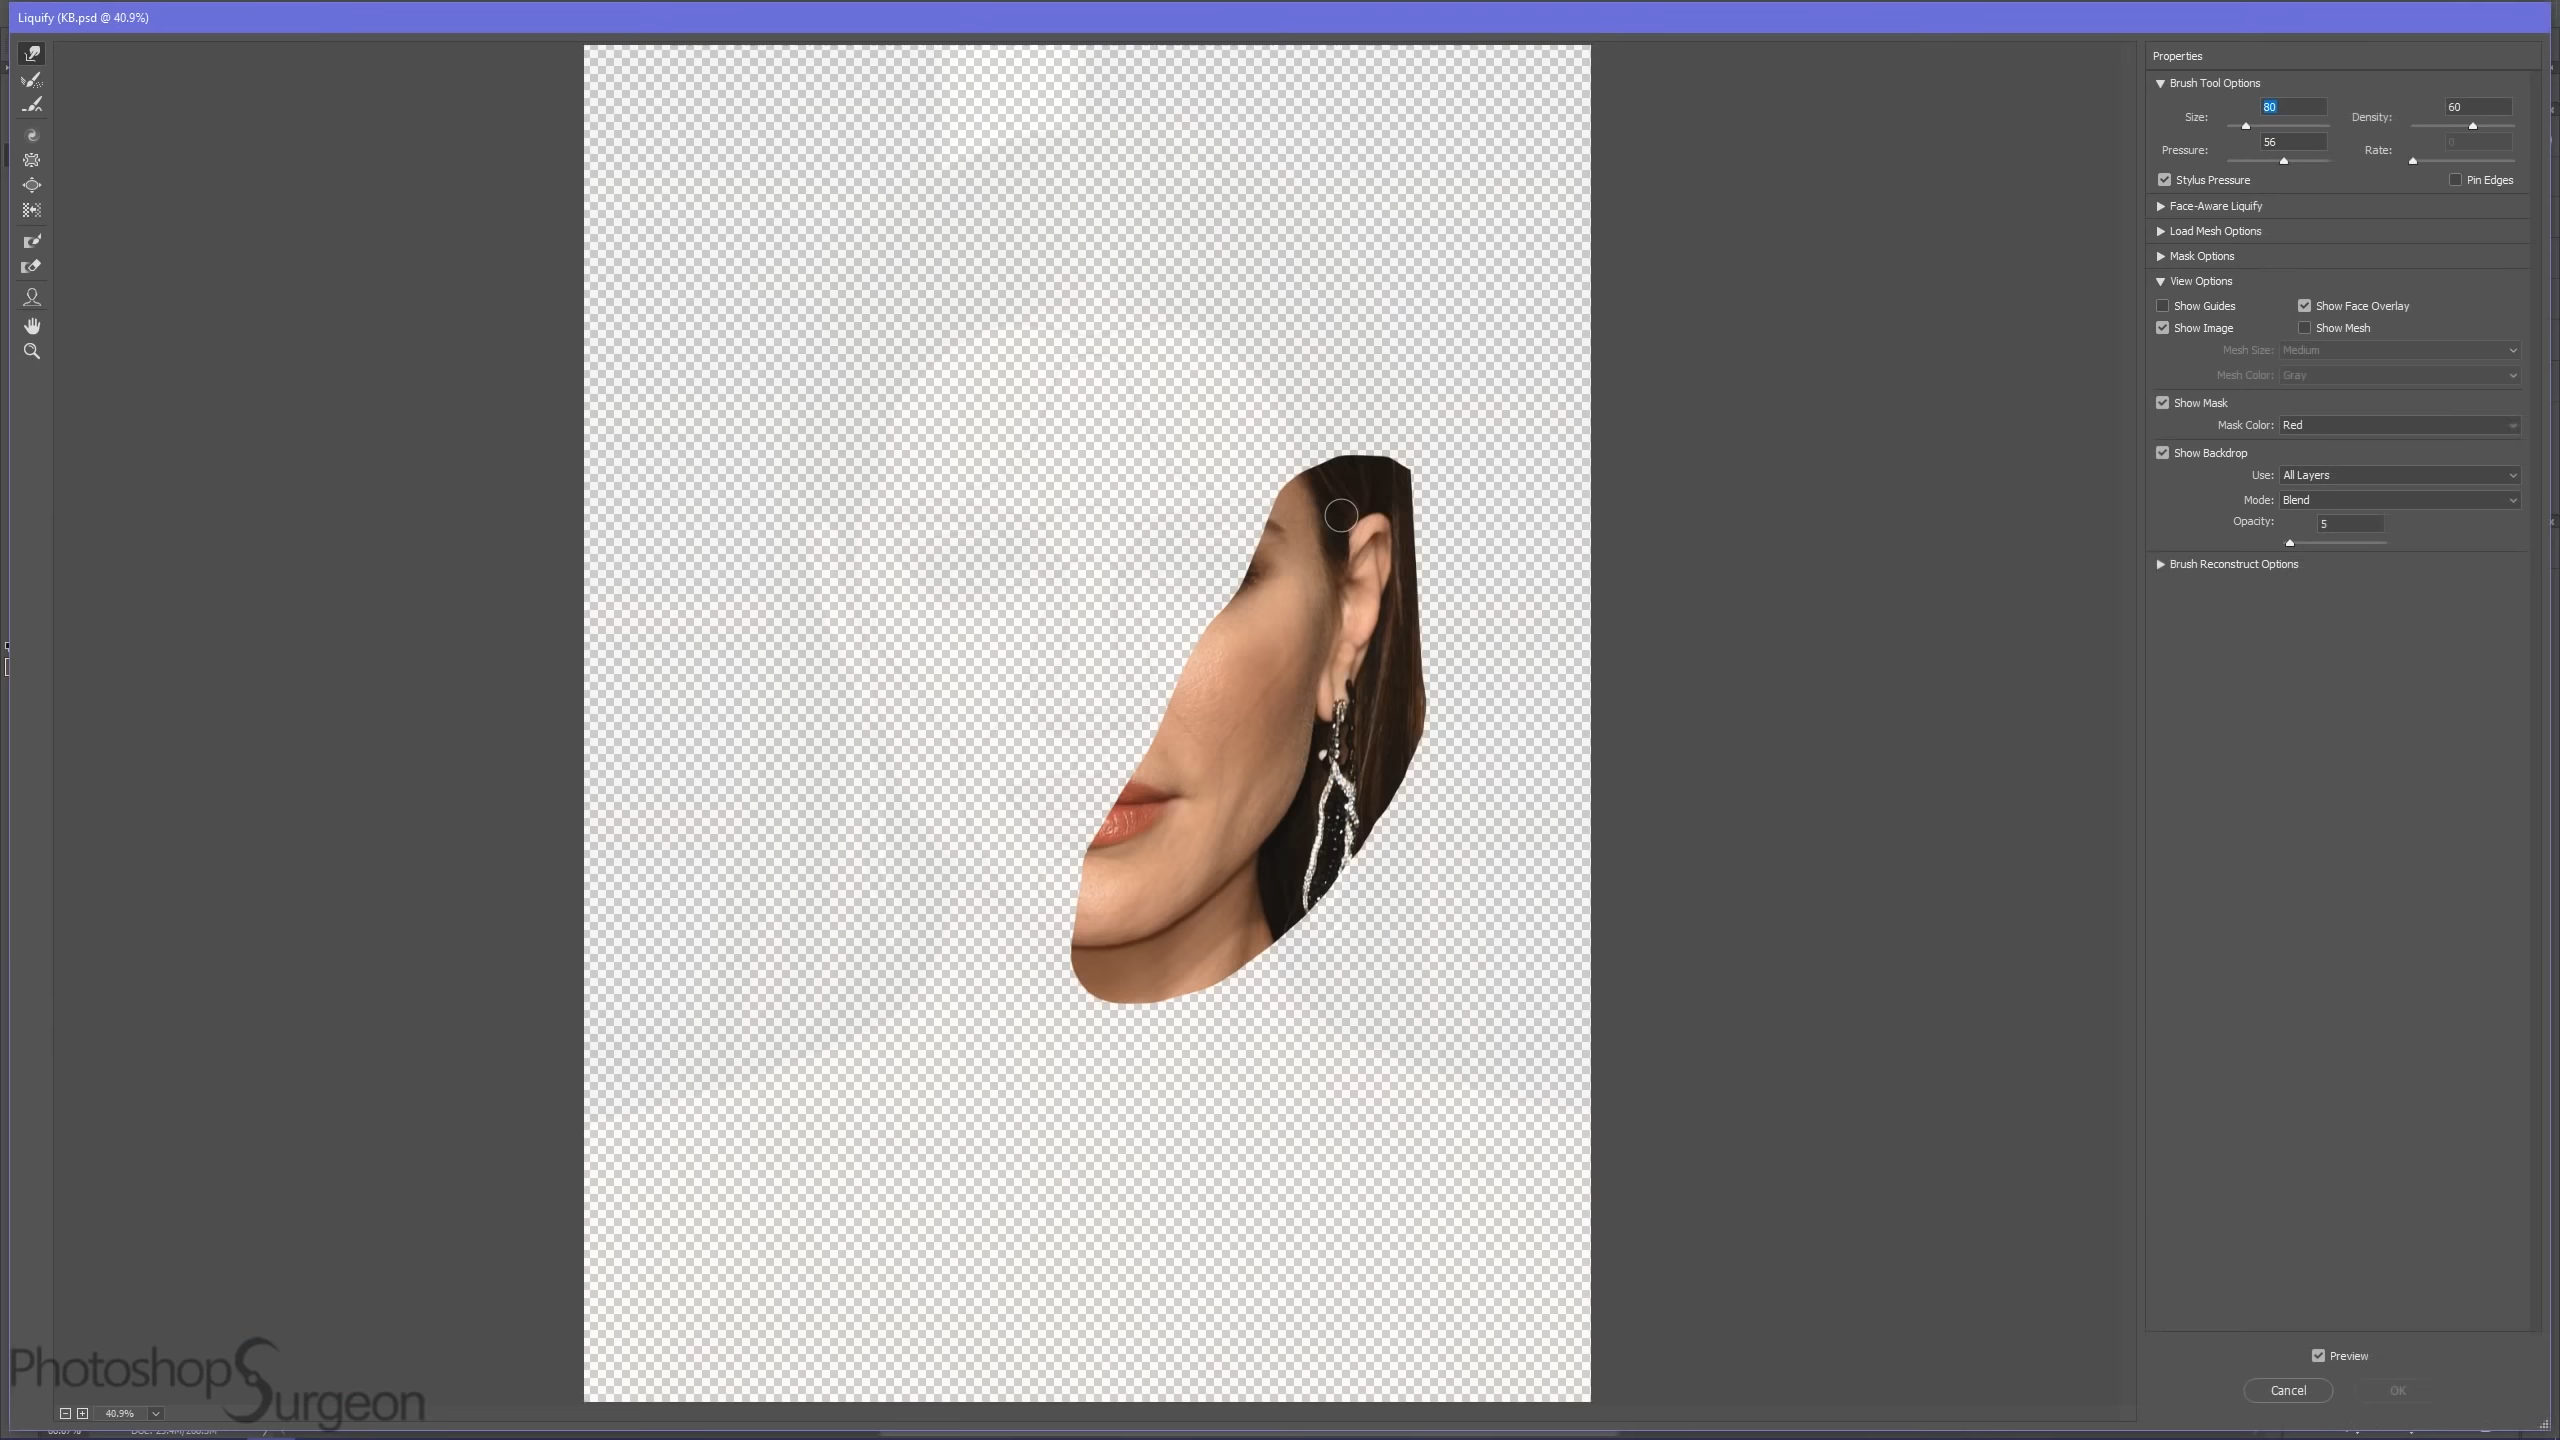 Liquify (KB.psd @ 40.9%)
Properties
Brush Tool Options
Size: 80 Density: 60
Pressure: 56 Rate: 0
Stylus Pressure Pin Edges
Face-Aware Liquify
Load Mesh Options
Mask Options
View Options
Show Guides Show Face Overlay
Show Image Show Mesh
Mesh Size: Medium
Mesh Color: Gray
Show Mask
Mask Color: Red
Show Backdrop
Use: All Layers
Mode: Blend
Opacity: 5
Brush Reconstruct Options
Preview
Cancel OK
Photoshop
Surgeon
40.9%